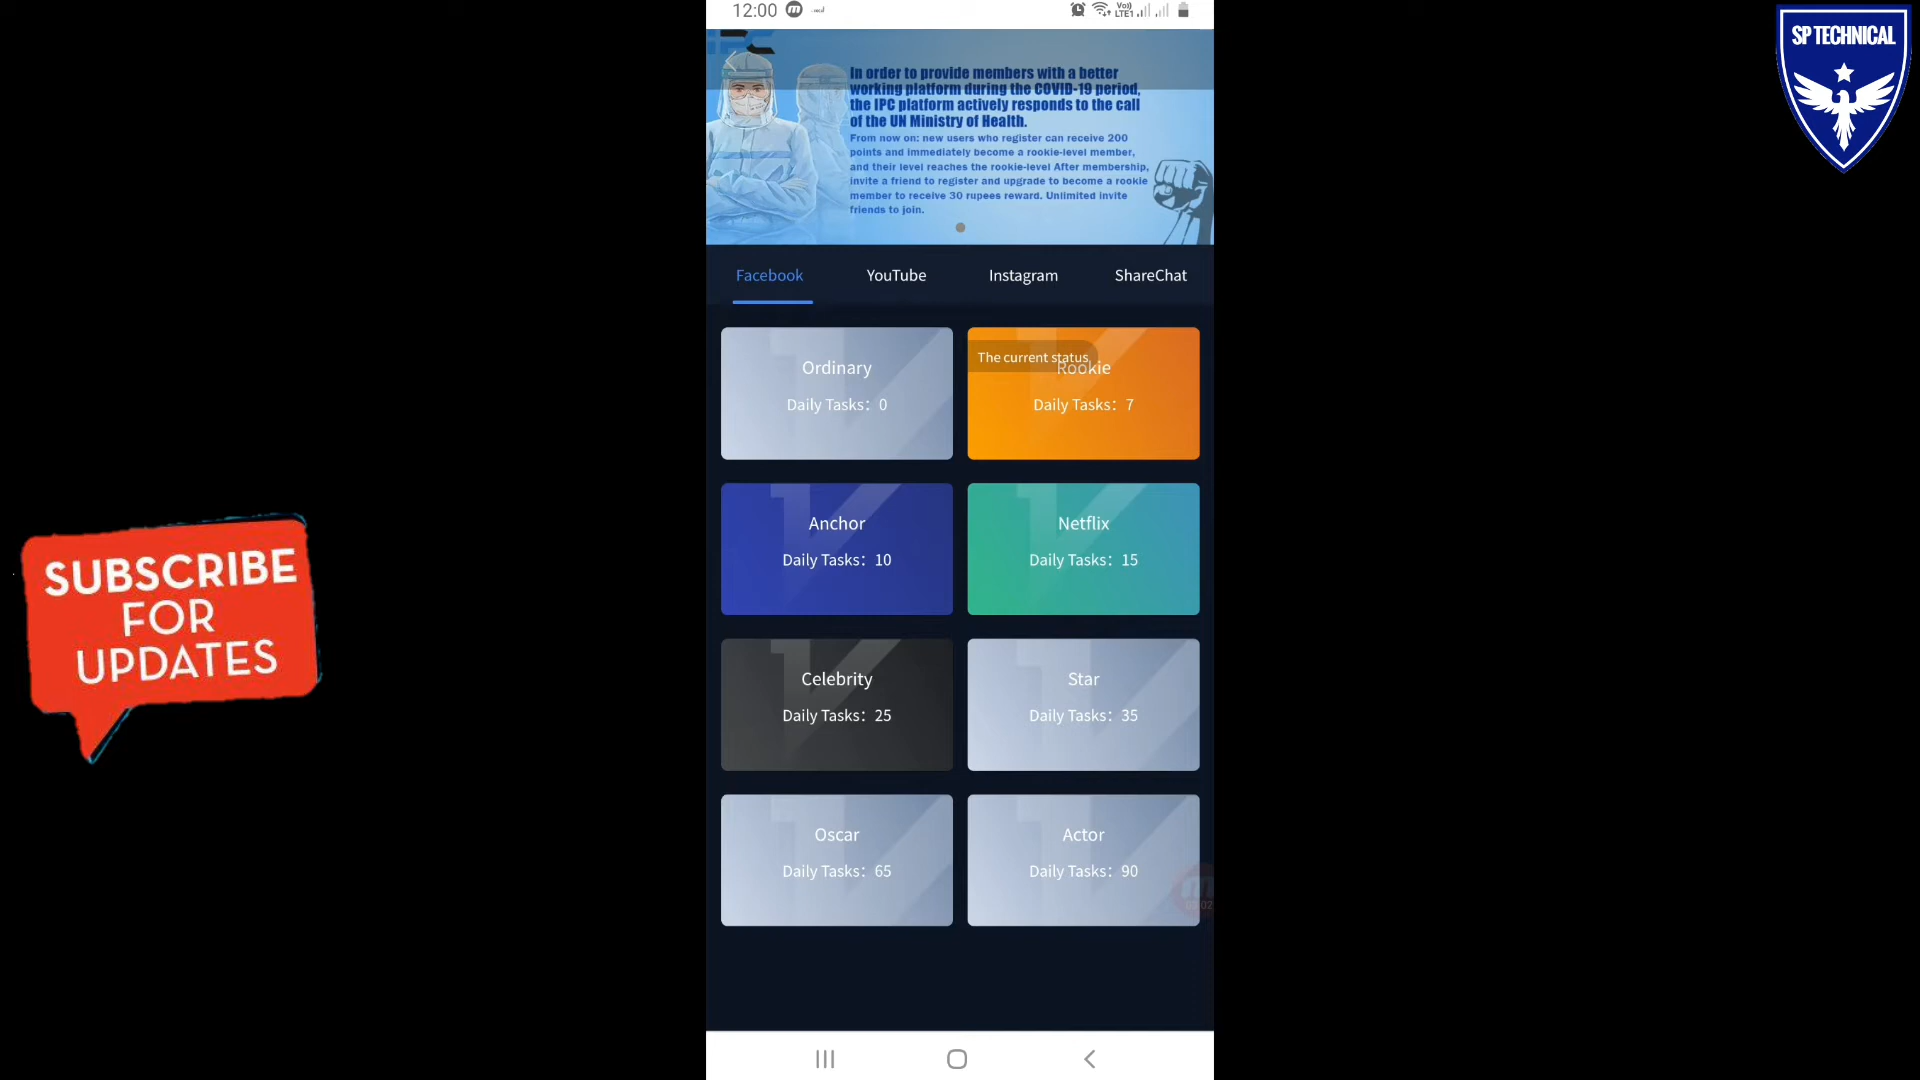 12:00
SP TECHNICAL
IPC
In order to provide members with a better
working platform during the COVID-19 period,
the IPC platform actively responds to the call
of the UN Ministry of Health.
From now on: new users who register can receive 200
points and immediately become a rookie-level member,
and their level reaches the rookie-level After membership,
invite a friend to register and upgrade to become a rookie
member to receive 30 rupees reward. Unlimited invite
friends to join.
Facebook YouTube Instagram ShareChat
Ordinary
Daily Tasks：0
The current status
Rookie
Daily Tasks：7
Anchor
Daily Tasks：10
Netflix
Daily Tasks：15
Celebrity
Daily Tasks：25
Star
Daily Tasks：35
Oscar
Daily Tasks：65
Actor
Daily Tasks：90
SUBSCRIBE
FOR
UPDATES